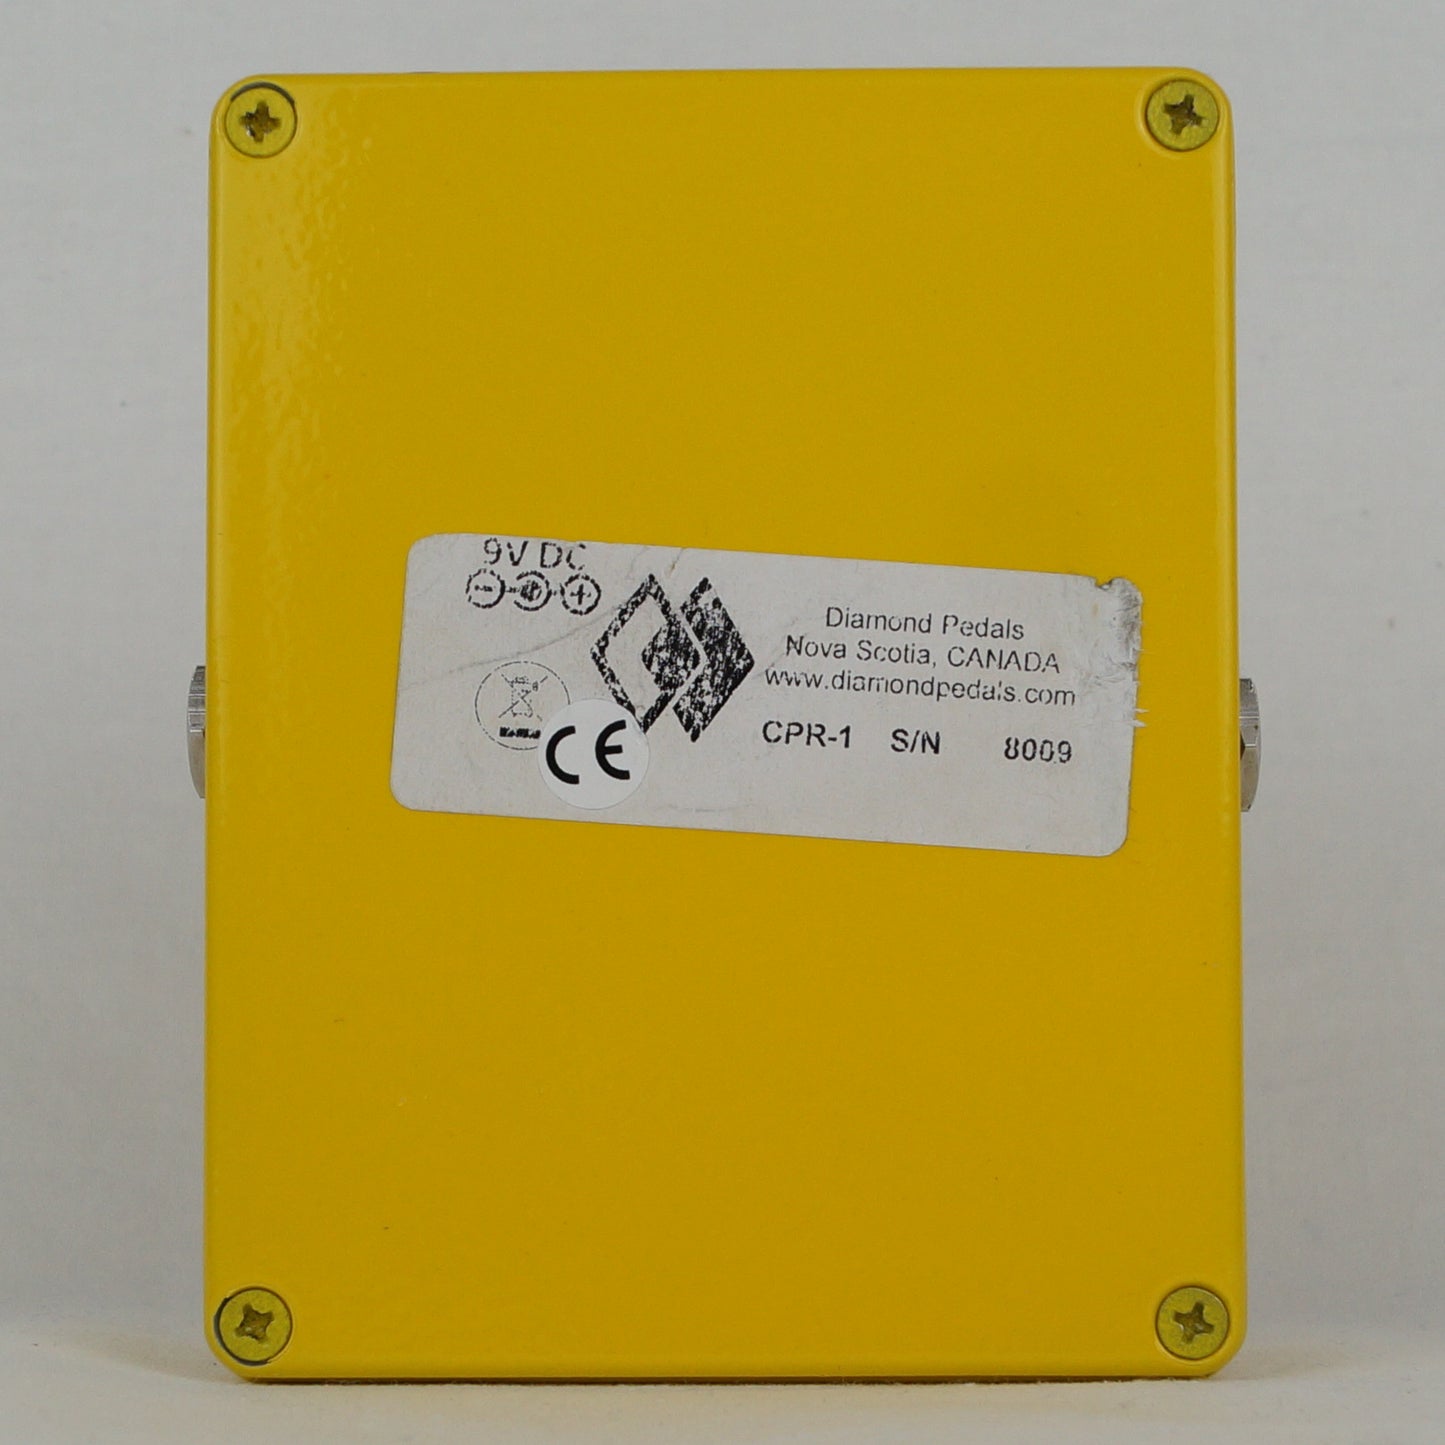 9V DC
Diamond Pedals
Nova Scotia, CANADA
www.diamondpedals.com
CPR-1 S/N 8009
CE